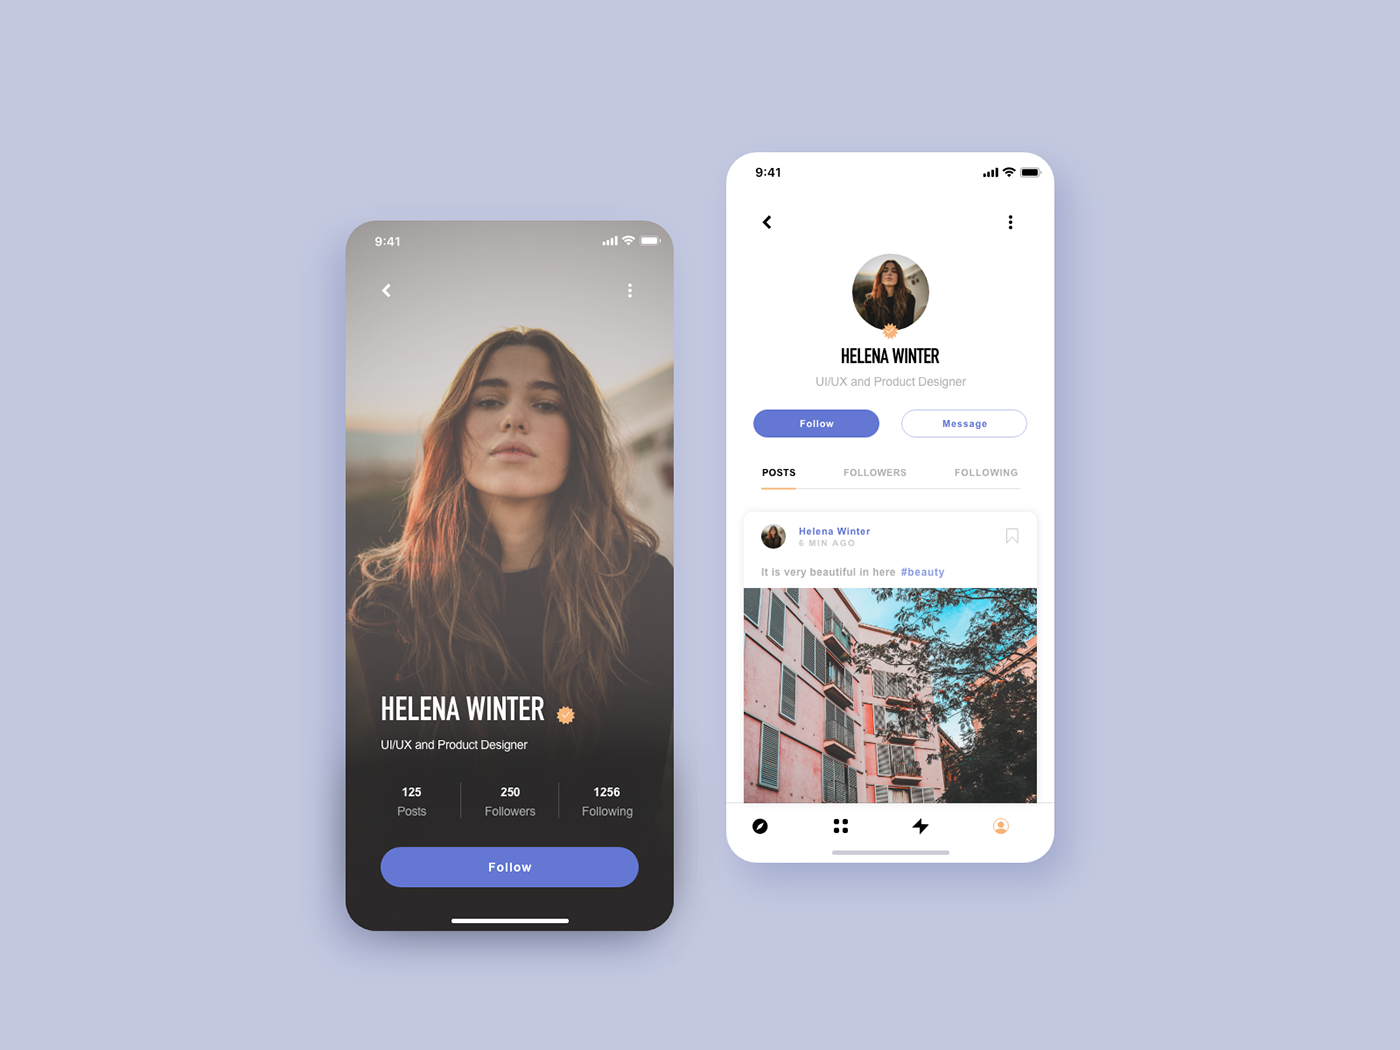 9:41
HELENA WINTER
UI/UX and Product Designer
125 250 1256
Posts Followers Following
Follow
9:41
HELENA WINTER
UI/UX and Product Designer
Follow Message
POSTS FOLLOWERS FOLLOWING
Helena Winter
6 MIN AGO
It is very beautiful in here #beauty